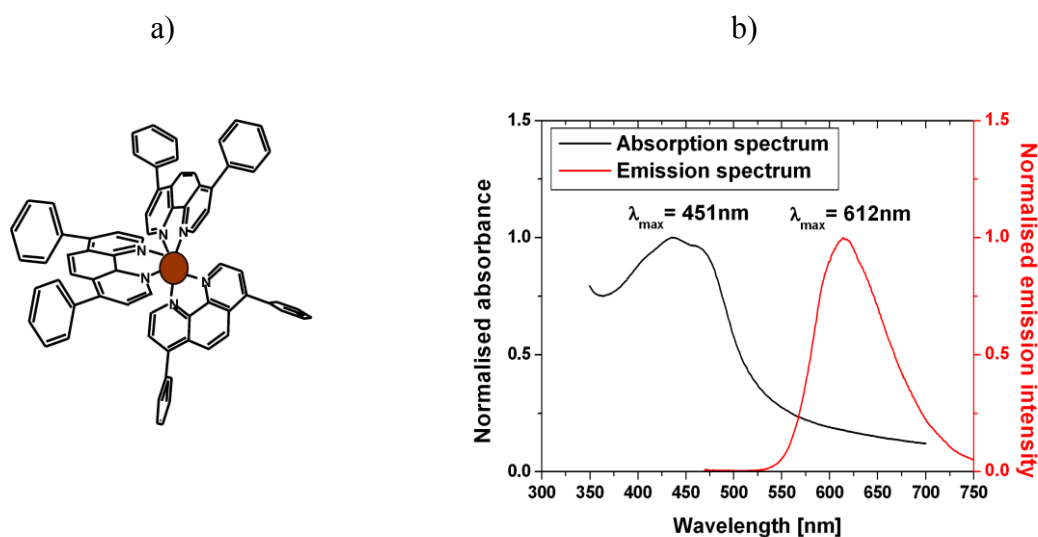 a)
b)
N
N
N
N
N
N
Absorption spectrum
Emission spectrum
λmax= 451nm
λmax= 612nm
Normalised absorbance
1.5
1.0
0.5
0.0
1.5
1.0
0.5
0.0
Normalised emission intensity
300 350 400 450 500 550 600 650 700 750
Wavelength [nm]